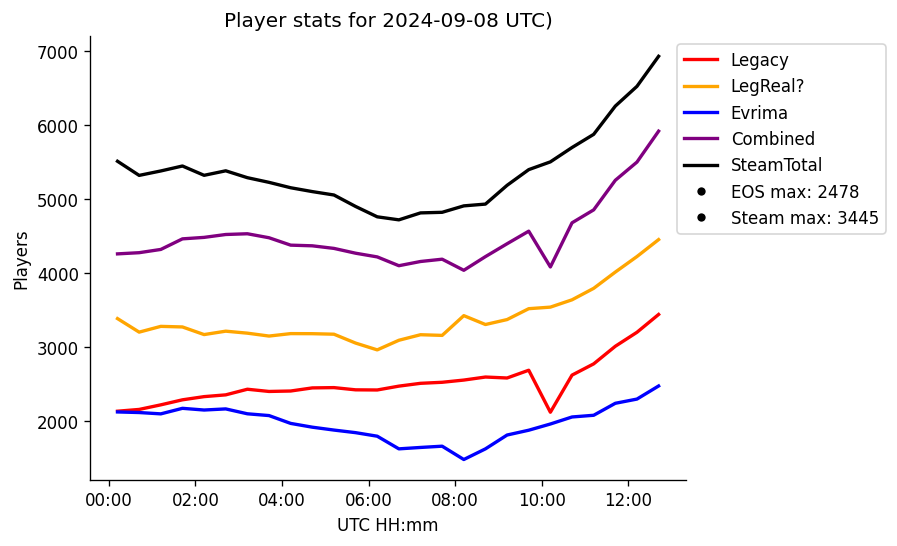 Player stats for 2024-09-08 UTC)
7000
6000
5000
4000
3000
2000
Players
00:00 02:00 04:00 06:00 08:00 10:00 12:00
UTC HH:mm
Legacy
LegReal?
Evrima
Combined
SteamTotal
EOS max: 2478
Steam max: 3445